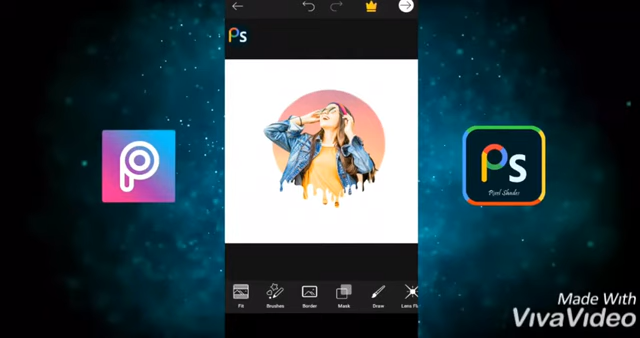 Ps
Ps
Pixel Shader
Fit
Brushes
Border
Mask
Draw
Lens Fl
Made With
VivaVideo